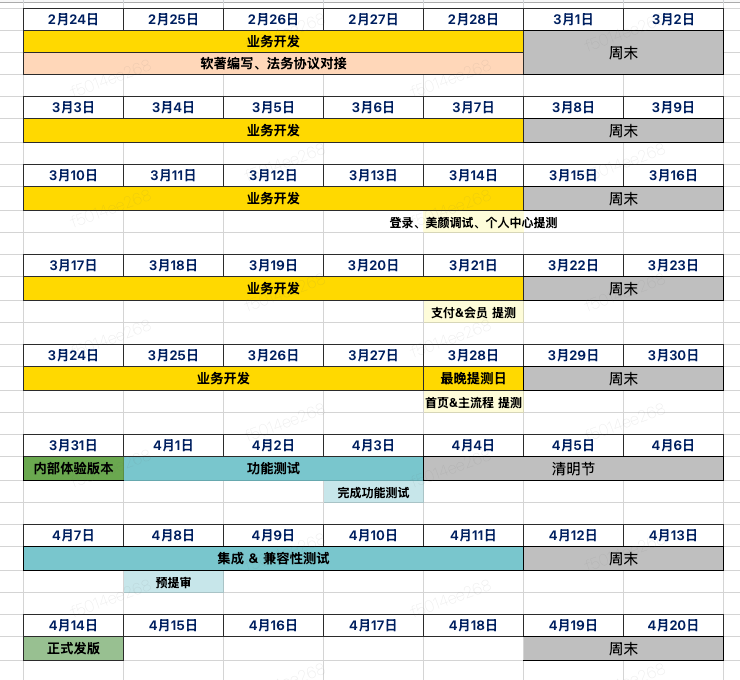 2月24日 2月25日 2月26日 2月27日 2月28日 3月1日 3月2日
业务开发
周末
软著编写、法务协议对接
3月3日 3月4日 3月5日 3月6日 3月7日 3月8日 3月9日
业务开发 周末
3月10日 3月11日 3月12日 3月13日 3月14日 3月15日 3月16日
业务开发 周末
登录、美颜调试、个人中心提测
3月17日 3月18日 3月19日 3月20日 3月21日 3月22日 3月23日
业务开发 周末
支付&会员 提测
3月24日 3月25日 3月26日 3月27日 3月28日 3月29日 3月30日
业务开发 最晚提测日 周末
首页&主流程 提测
3月31日 4月1日 4月2日 4月3日 4月4日 4月5日 4月6日
内部体验版本 功能测试 清明节
完成功能测试
4月7日 4月8日 4月9日 4月10日 4月11日 4月12日 4月13日
集成 & 兼容性测试 周末
预提审
4月14日 4月15日 4月16日 4月17日 4月18日 4月19日 4月20日
正式发版 周末